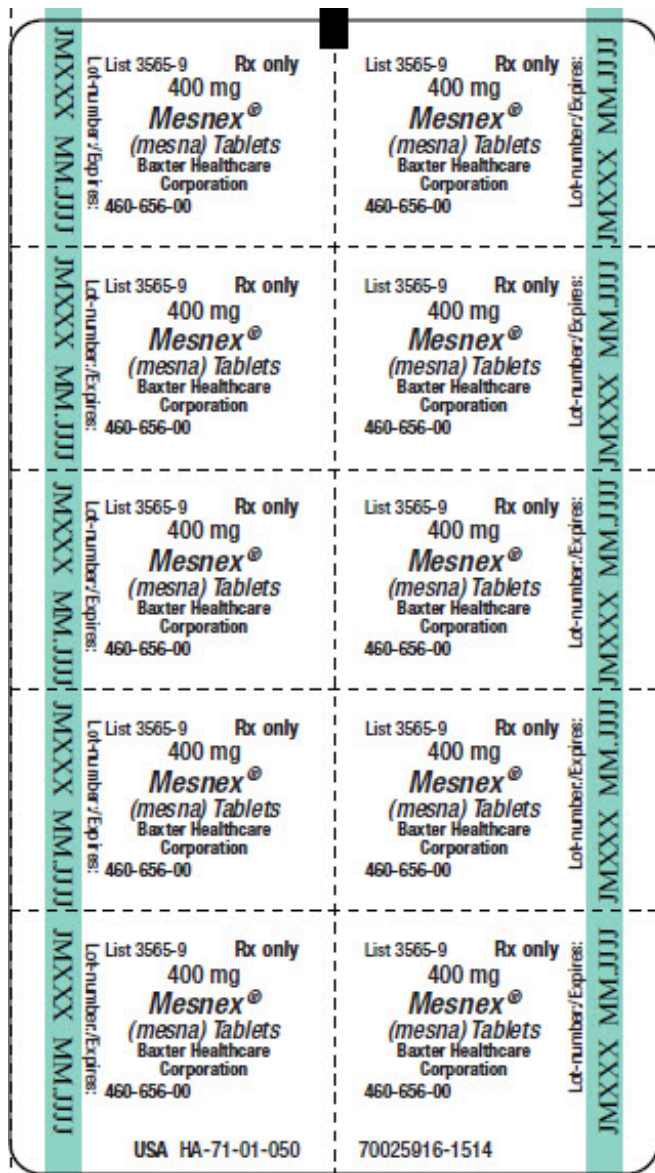 JMXXX MM.JJJJ
Lot-number:/Expires:
List 3565-9 Rx only
400 mg
Mesnex®
(mesna) Tablets
Baxter Healthcare
Corporation
460-656-00
List 3565-9 Rx only
400 mg
Mesnex®
(mesna) Tablets
Baxter Healthcare
Corporation
460-656-00
Lot-number:/Expires:
JMXXX MM.JJJJ
JMXXX MM.JJJJ
Lot-number:/Expires:
List 3565-9 Rx only
400 mg
Mesnex®
(mesna) Tablets
Baxter Healthcare
Corporation
460-656-00
List 3565-9 Rx only
400 mg
Mesnex®
(mesna) Tablets
Baxter Healthcare
Corporation
460-656-00
Lot-number:/Expires:
JMXXX MM.JJJJ
JMXXX MM.JJJJ
Lot-number:/Expires:
List 3565-9 Rx only
400 mg
Mesnex®
(mesna) Tablets
Baxter Healthcare
Corporation
460-656-00
List 3565-9 Rx only
400 mg
Mesnex®
(mesna) Tablets
Baxter Healthcare
Corporation
460-656-00
Lot-number:/Expires:
JMXXX MM.JJJJ
JMXXX MM.JJJJ
Lot-number:/Expires:
List 3565-9 Rx only
400 mg
Mesnex®
(mesna) Tablets
Baxter Healthcare
Corporation
460-656-00
List 3565-9 Rx only
400 mg
Mesnex®
(mesna) Tablets
Baxter Healthcare
Corporation
460-656-00
Lot-number:/Expires:
JMXXX MM.JJJJ
JMXXX MM.JJJJ
Lot-number:/Expires:
List 3565-9 Rx only
400 mg
Mesnex®
(mesna) Tablets
Baxter Healthcare
Corporation
460-656-00
List 3565-9 Rx only
400 mg
Mesnex®
(mesna) Tablets
Baxter Healthcare
Corporation
460-656-00
Lot-number:/Expires:
JMXXX MM.JJJJ
USA HA-71-01-050 70025916-1514